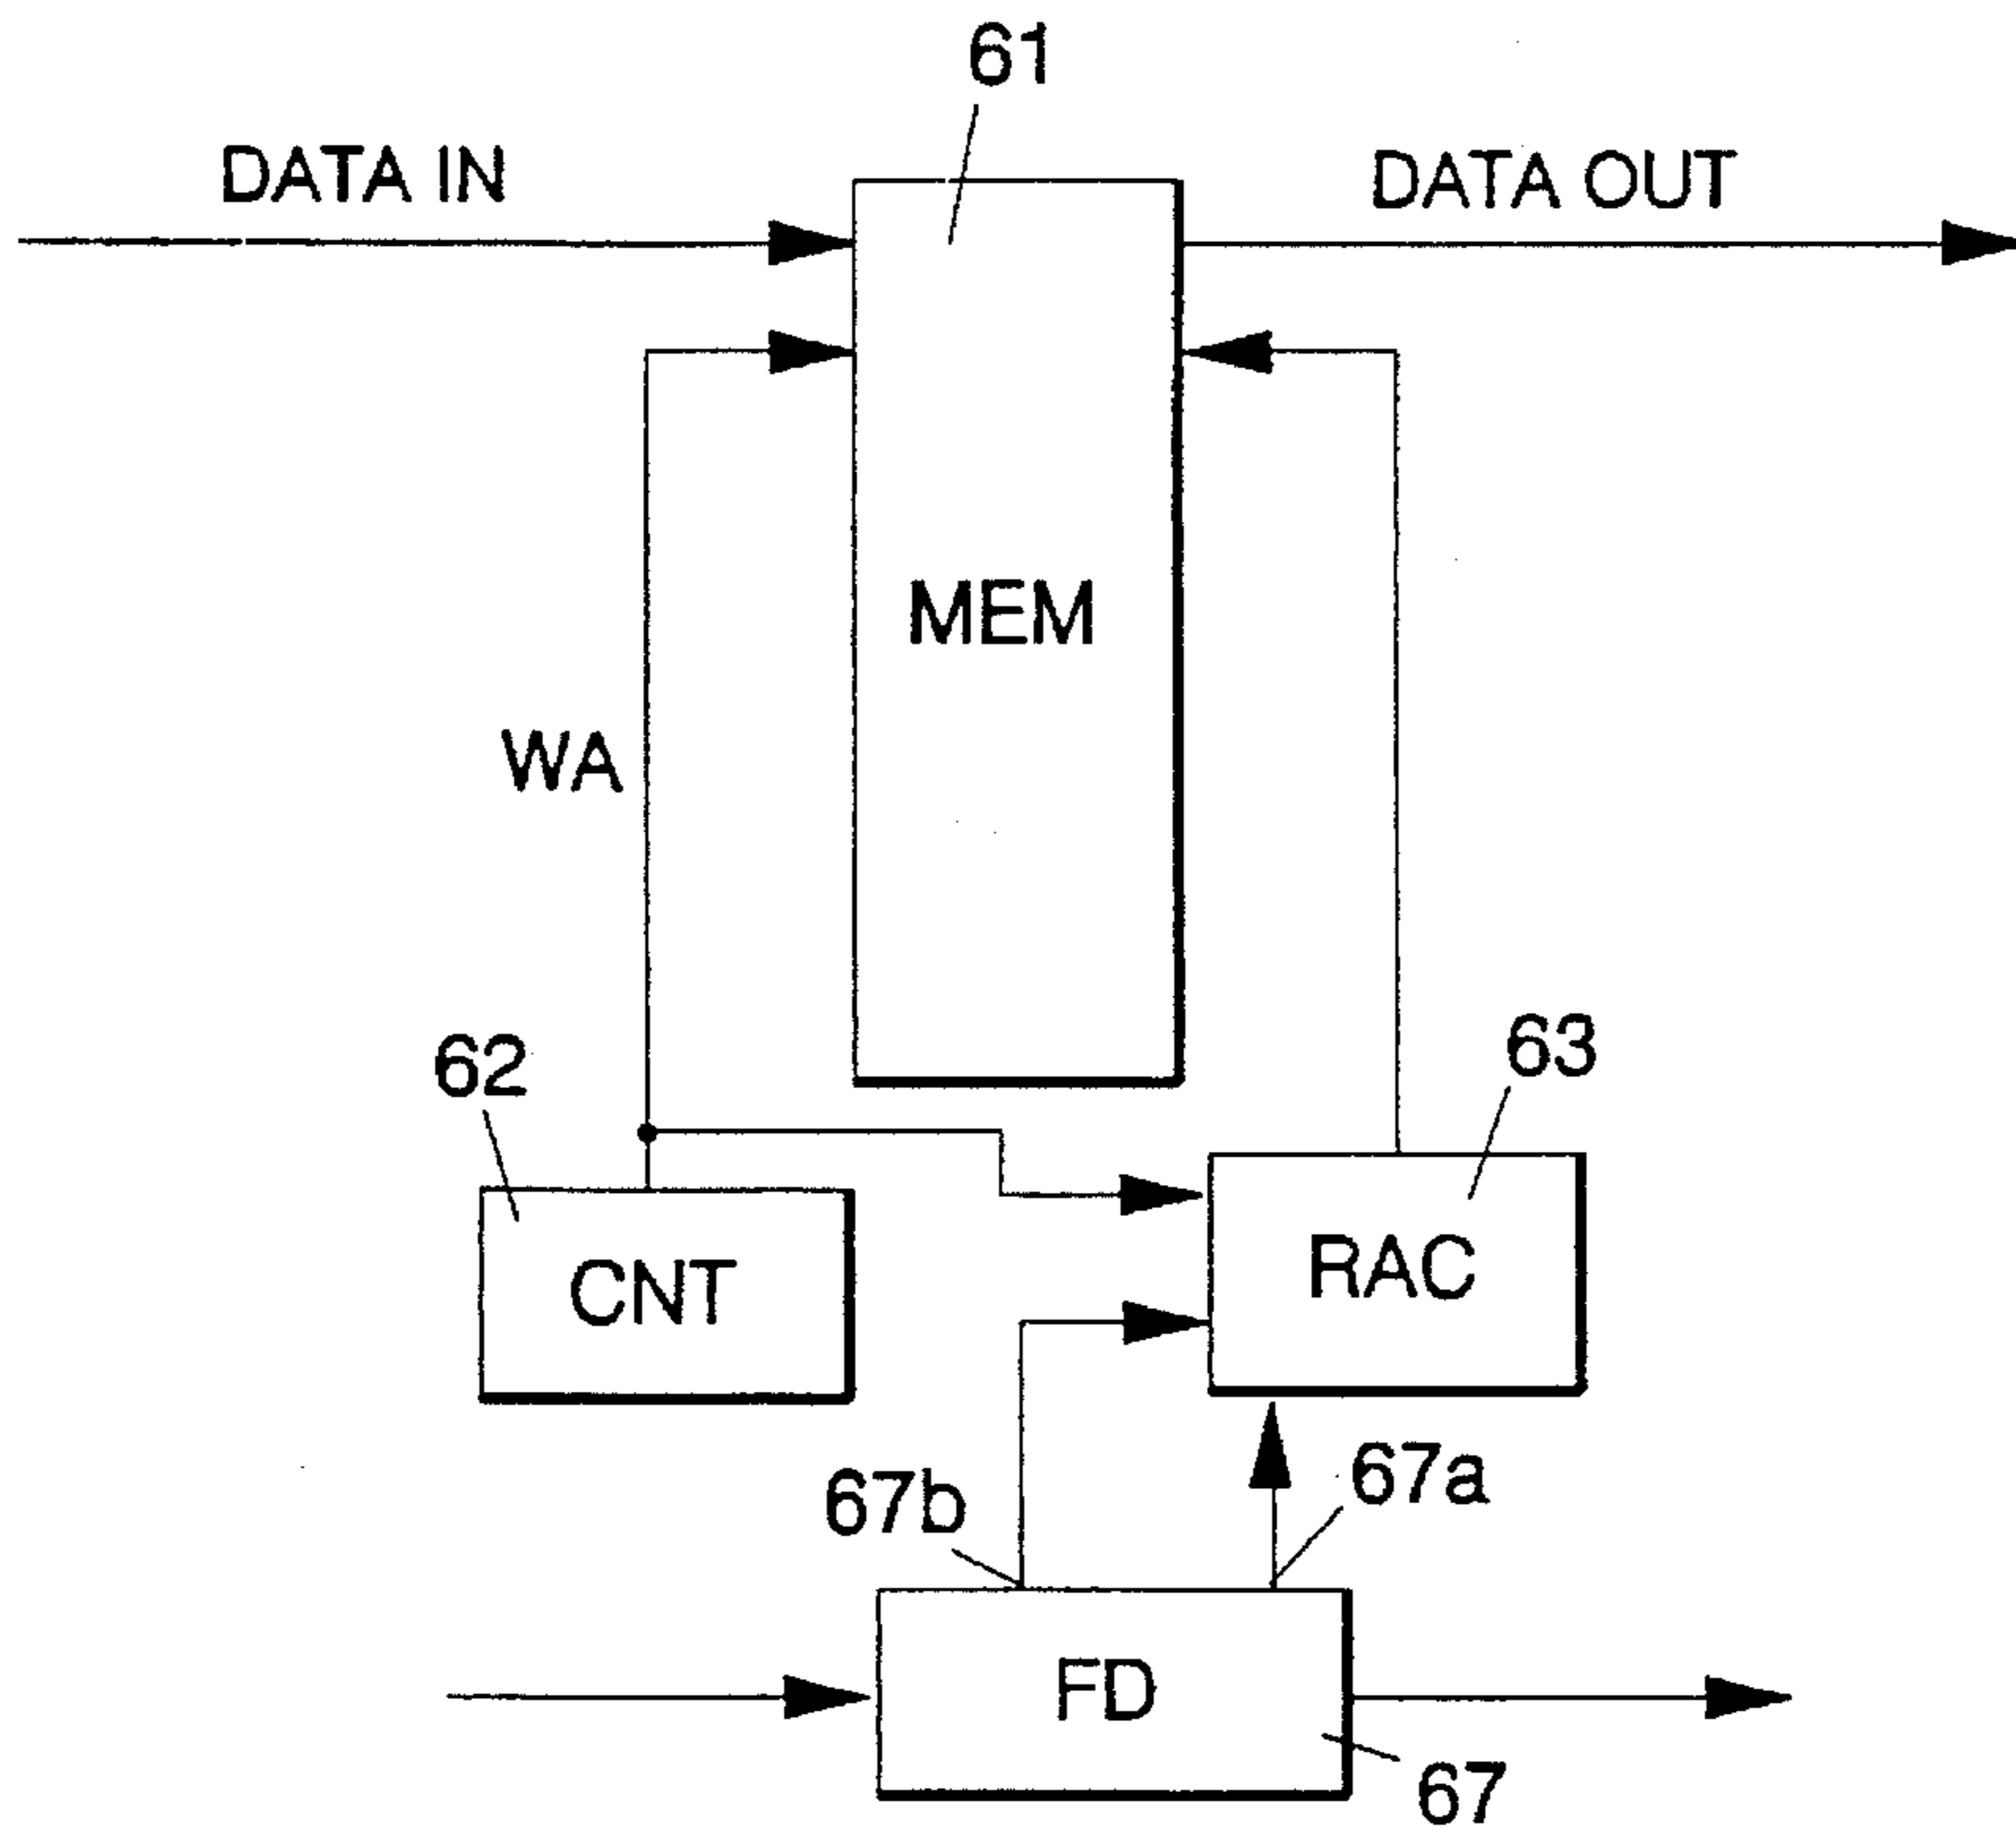 61
DATA IN
DATA OUT
MEM
WA
62
63
CNT
RAC
67b
67a
FD
67